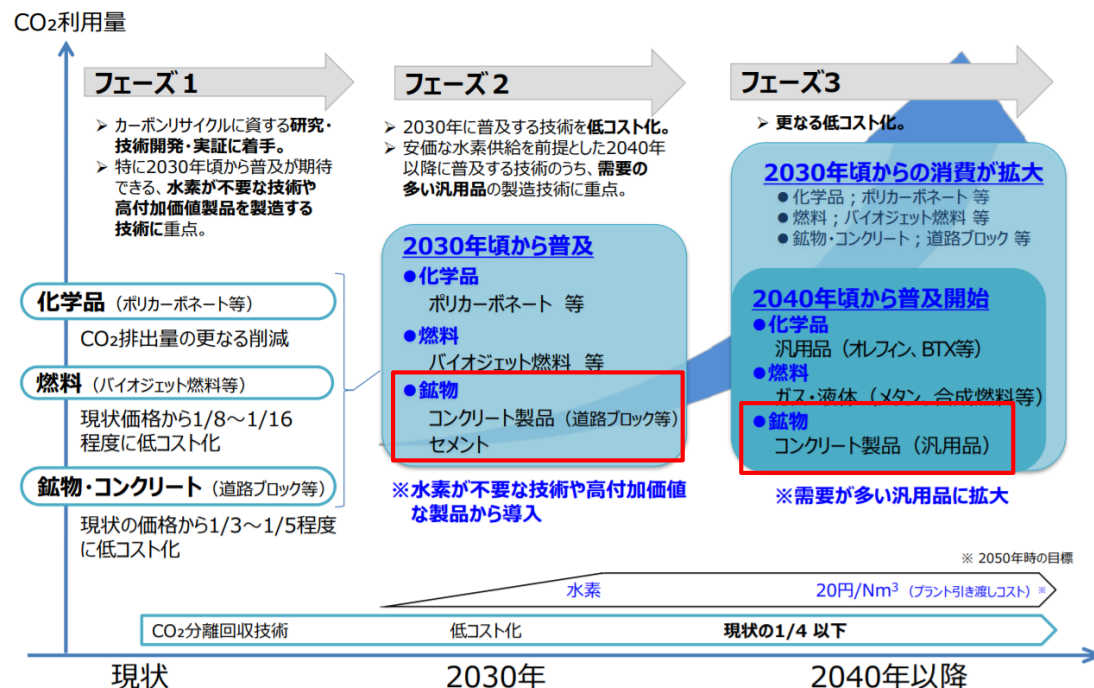 CO₂利用量
フェーズ１
➢ カーボンリサイクルに資する研究・
技術開発・実証に着手。
➢ 特に2030年頃から普及が期待
できる、水素が不要な技術や
高付加価値製品を製造する
技術に重点。
化学品（ポリカーボネート等）
CO₂排出量の更なる削減
燃料（バイオジェット燃料等）
現状価格から1/8～1/16
程度に低コスト化
鉱物・コンクリート（道路ブロック等）
現状の価格から1/3～1/5程度
に低コスト化
フェーズ２
➢ 2030年に普及する技術を低コスト化。
➢ 安価な水素供給を前提とした2040年
以降に普及する技術のうち、需要の
多い汎用品の製造技術に重点。
2030年頃から普及
●化学品
ポリカーボネート 等
●燃料
バイオジェット燃料 等
●鉱物
コンクリート製品（道路ブロック等）
セメント
※水素が不要な技術や高付加価値
な製品から導入
フェーズ3
➢ 更なる低コスト化。
2030年頃からの消費が拡大
●化学品；ポリカーボネート 等
●燃料；バイオジェット燃料 等
●鉱物・コンクリート；道路ブロック 等
2040年頃から普及開始
●化学品
汎用品（オレフィン、BTX等）
●燃料
ガス・液体（メタン、合成燃料等）
●鉱物
コンクリート製品（汎用品）
※需要が多い汎用品に拡大
※ 2050年時の目標
水素 20円/Nm³（プラント引き渡しコスト）※
CO₂分離回収技術 低コスト化 現状の1/4 以下
現状 2030年 2040年以降